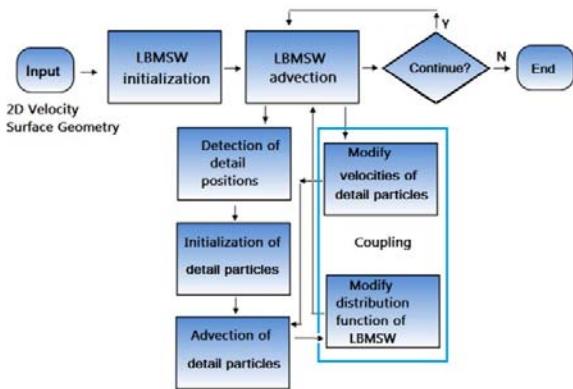 Input
2D Velocity
Surface Geometry
LBMSW
initialization
LBMSW
advection
Continue?
Y
N
End
Detection of
detail
positions
Initialization of
detail particles
Advection of
detail particles
Modify
velocities of
detail particles
Coupling
Modify
distribution
function of
LBMSW